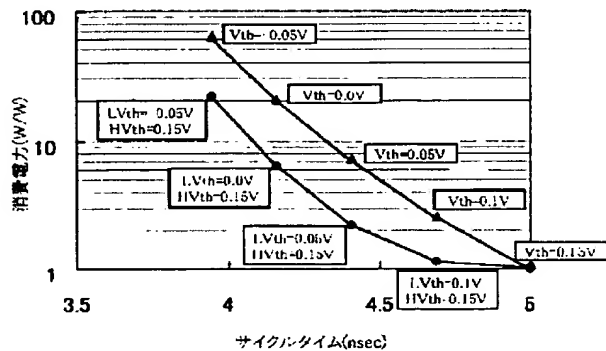 100
10
1
消費電力(W/W)
Vth=-0.05V
Vth=0.0V
Vth=0.05V
Vth=0.1V
Vth=0.15V
LVth=-0.05V
HVth=0.15V
LVth=0.0V
HVth=0.15V
LVth=0.05V
HVth=0.15V
LVth=0.1V
HVth=0.15V
3.5
4
4.5
5
サイクルタイム(nsec)